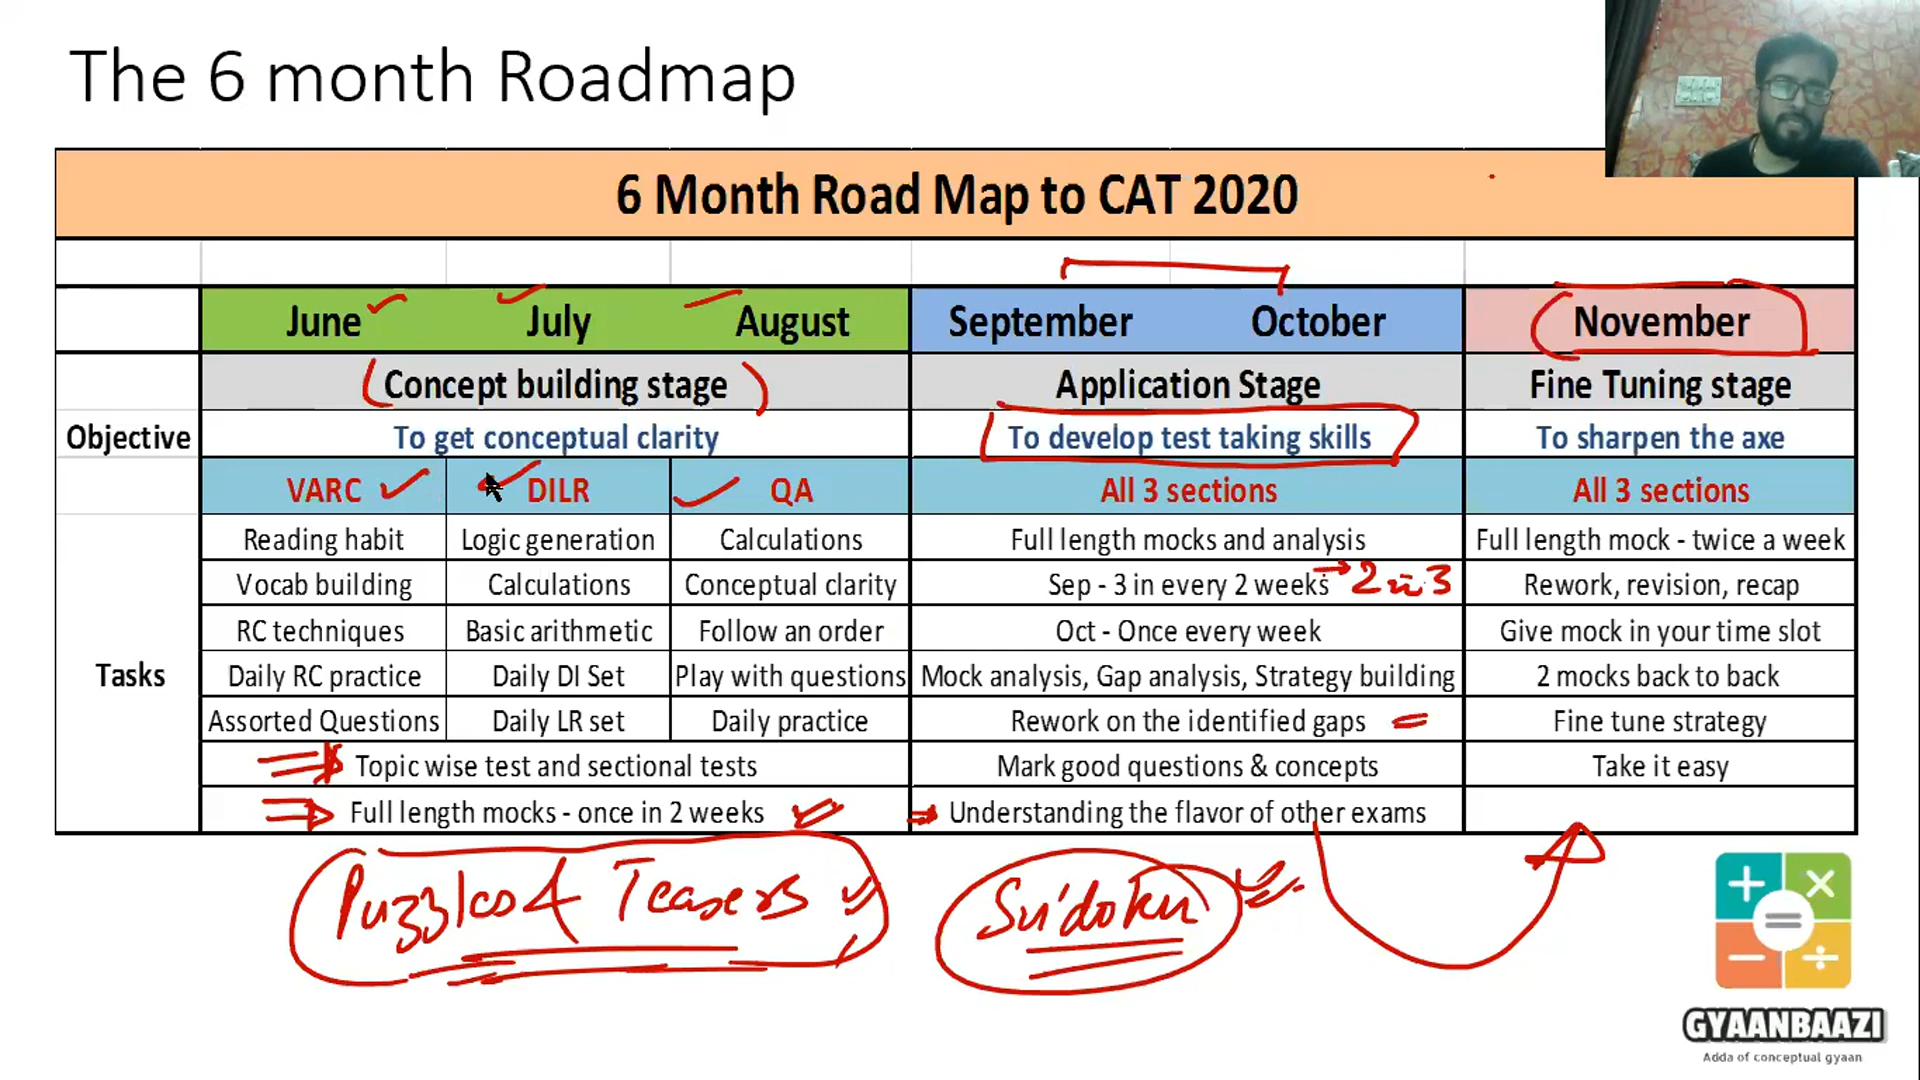 The 6 month Roadmap
6 Month Road Map to CAT 2020
June July August September October November
Concept building stage Application Stage Fine Tuning stage
Objective To get conceptual clarity To develop test taking skills To sharpen the axe
VARC DILR QA All 3 sections All 3 sections
Reading habit Logic generation Calculations Full length mocks and analysis Full length mock - twice a week
Vocab building Calculations Conceptual clarity Sep - 3 in every 2 weeks 2 in 3 Rework, revision, recap
RC techniques Basic arithmetic Follow an order Oct - Once every week Give mock in your time slot
Tasks Daily RC practice Daily DI Set Play with questions Mock analysis, Gap analysis, Strategy building 2 mocks back to back
Assorted Questions Daily LR set Daily practice Rework on the identified gaps Fine tune strategy
Topic wise test and sectional tests Mark good questions & concepts Take it easy
Full length mocks - once in 2 weeks Understanding the flavor of other exams
Puzzles & Teasers Sudoku
GYAANBAAZI
Adda of conceptual gyaan